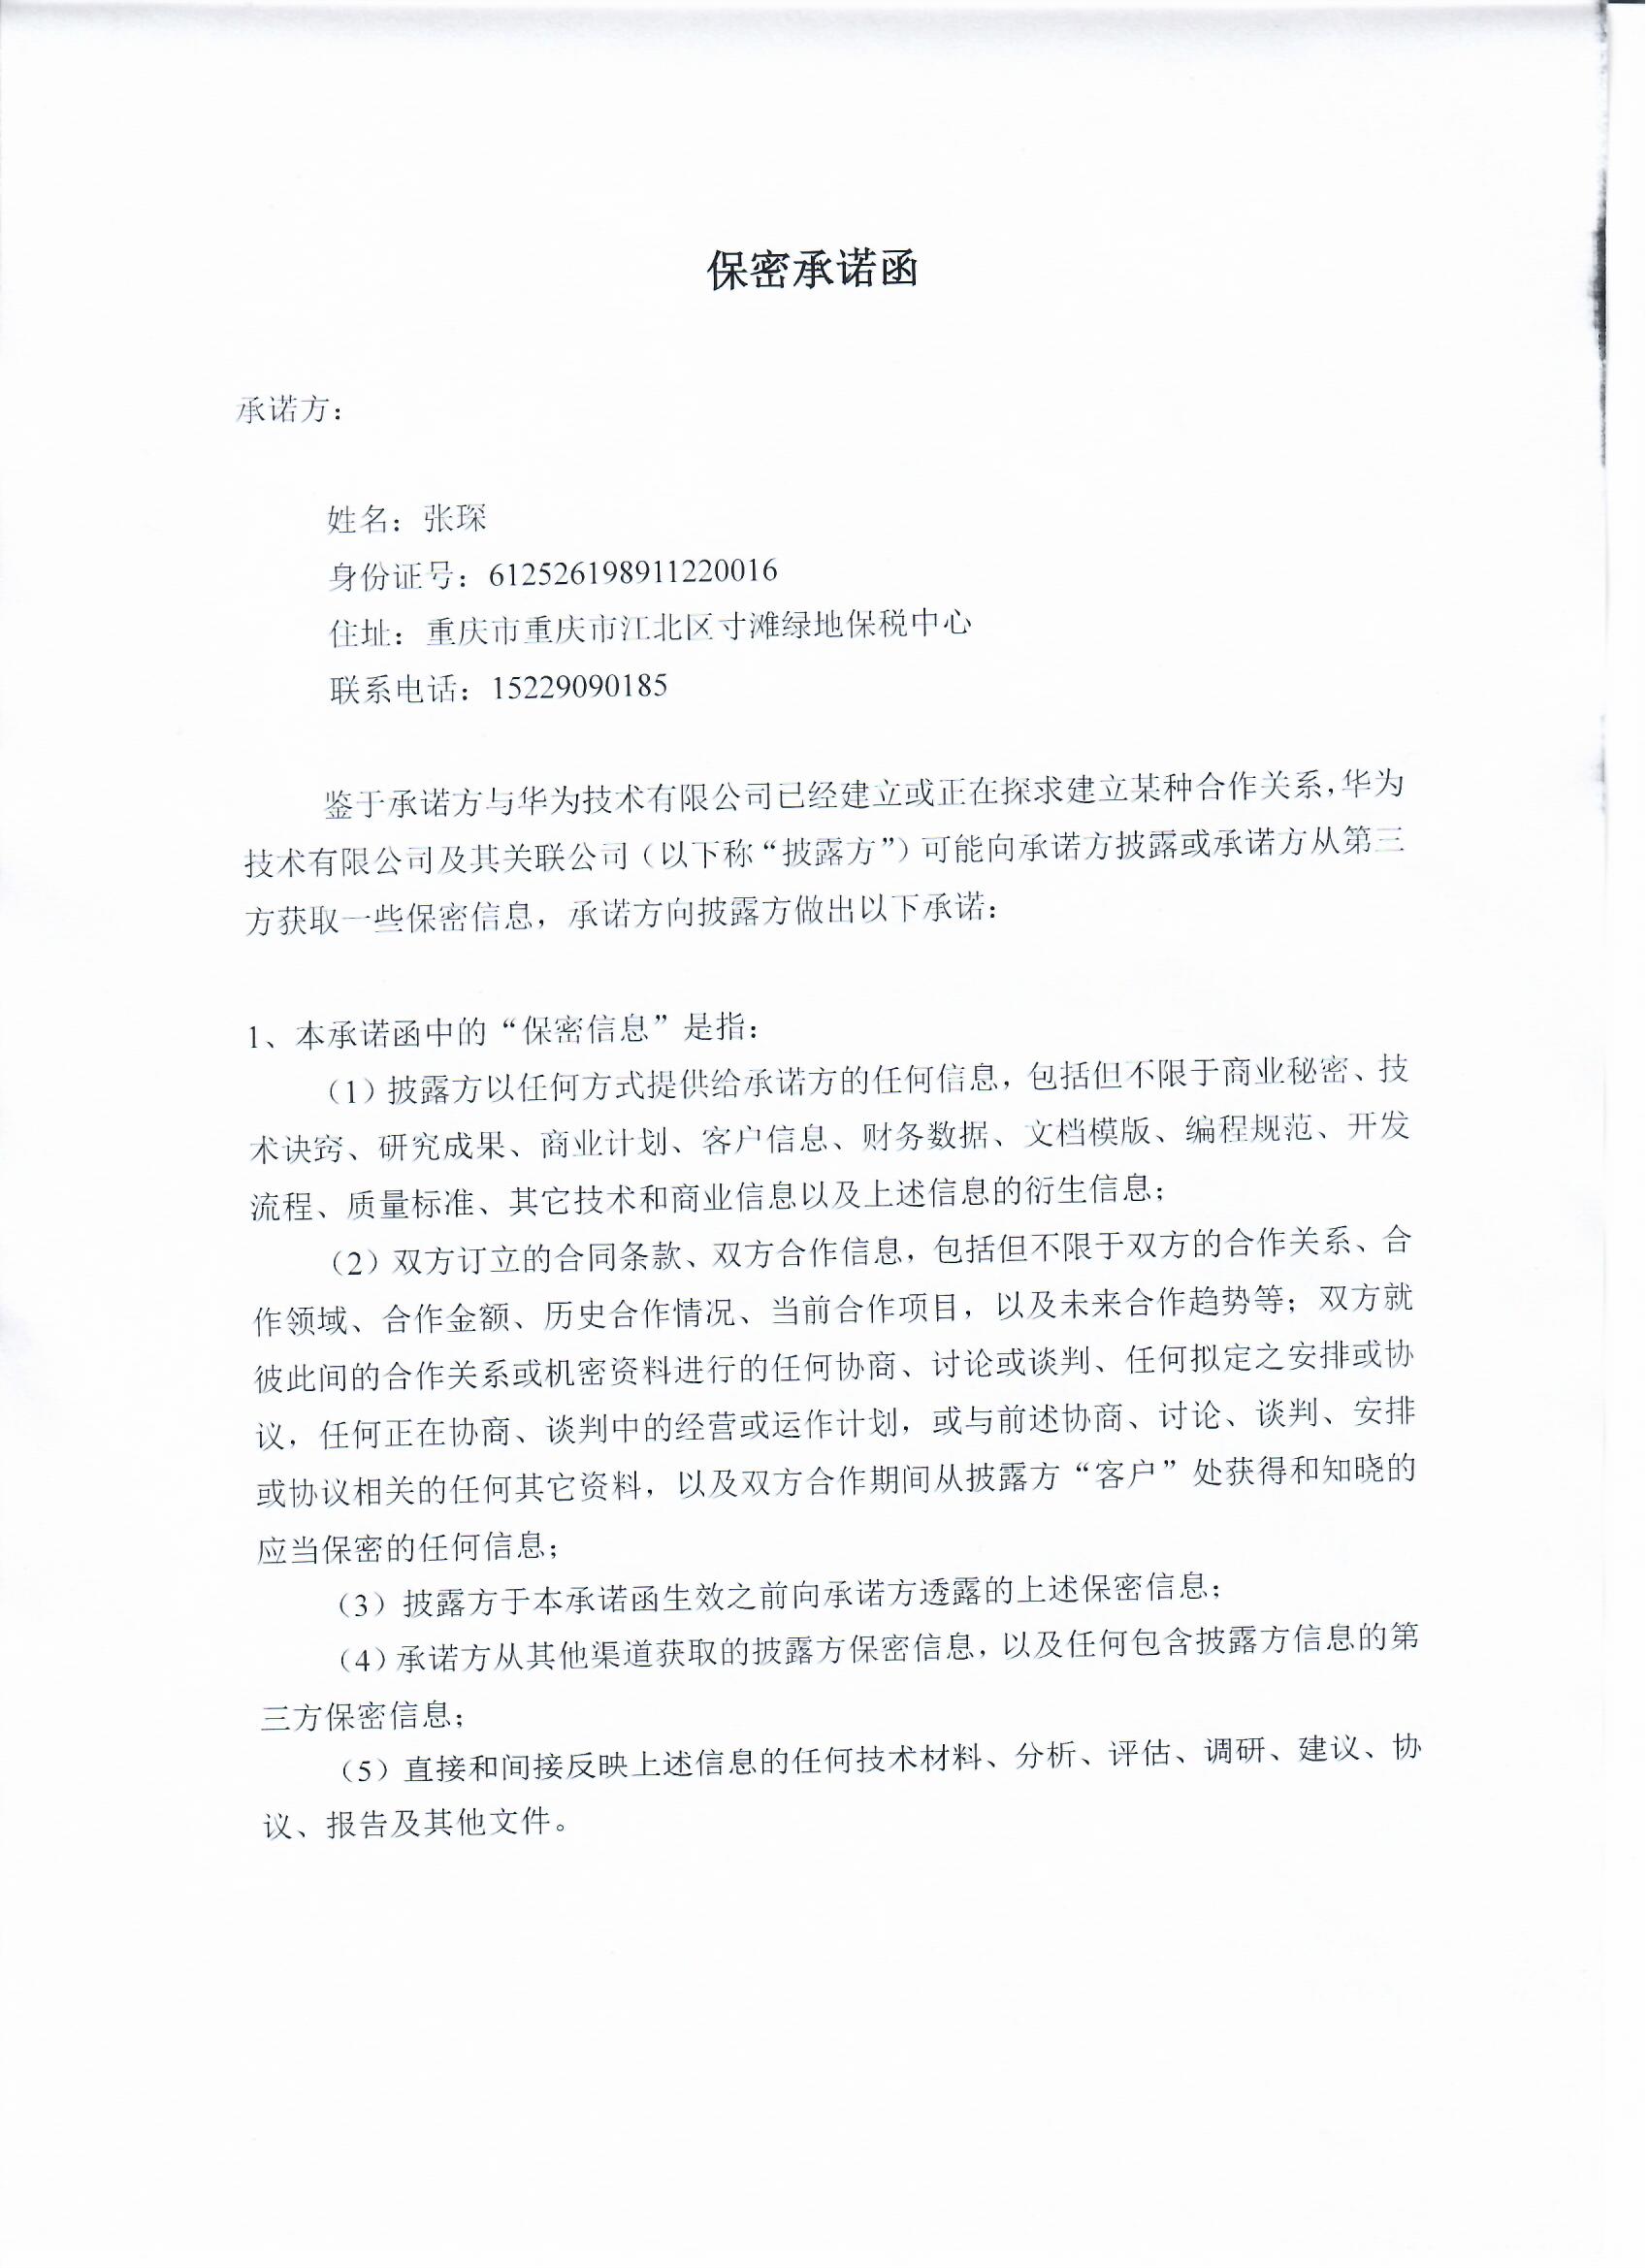 保密承诺函
承诺方：
姓名：张琛
身份证号：612526198911220016
住址：重庆市重庆市江北区寸滩绿地保税中心
联系电话：15229090185
鉴于承诺方与华为技术有限公司已经建立或正在探求建立某种合作关系，华为
技术有限公司及其关联公司（以下称“披露方”）可能向承诺方披露或承诺方从第三
方获取一些保密信息，承诺方向披露方做出以下承诺：
1、本承诺函中的“保密信息”是指：
（1）披露方以任何方式提供给承诺方的任何信息，包括但不限于商业秘密、技
术诀窍、研究成果、商业计划、客户信息、财务数据、文档模版、编程规范、开发
流程、质量标准、其它技术和商业信息以及上述信息的衍生信息；
（2）双方订立的合同条款、双方合作信息，包括但不限于双方的合作关系、合
作领域、合作金额、历史合作情况、当前合作项目，以及未来合作趋势等；双方就
彼此间的合作关系或机密资料进行的任何协商、讨论或谈判、任何拟定之安排或协
议，任何正在协商、谈判中的经营或运作计划，或与前述协商、讨论、谈判、安排
或协议相关的任何其它资料，以及双方合作期间从披露方“客户”处获得和知晓的
应当保密的任何信息；
（3）披露方于本承诺函生效之前向承诺方透露的上述保密信息；
（4）承诺方从其他渠道获取的披露方保密信息，以及任何包含披露方信息的第
三方保密信息；
（5）直接和间接反映上述信息的任何技术材料、分析、评估、调研、建议、协
议、报告及其他文件。